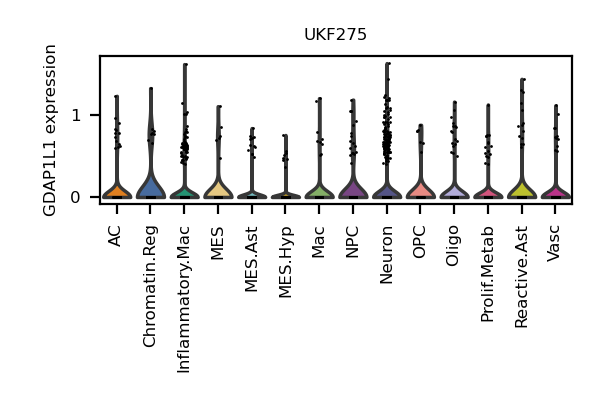 UKF275
GDAP1L1 expression
1
0
AC
Chromatin.Reg
Inflammatory.Mac
MES
MES.Ast
MES.Hyp
Mac
NPC
Neuron
OPC
Oligo
Prolif.Metab
Reactive.Ast
Vasc